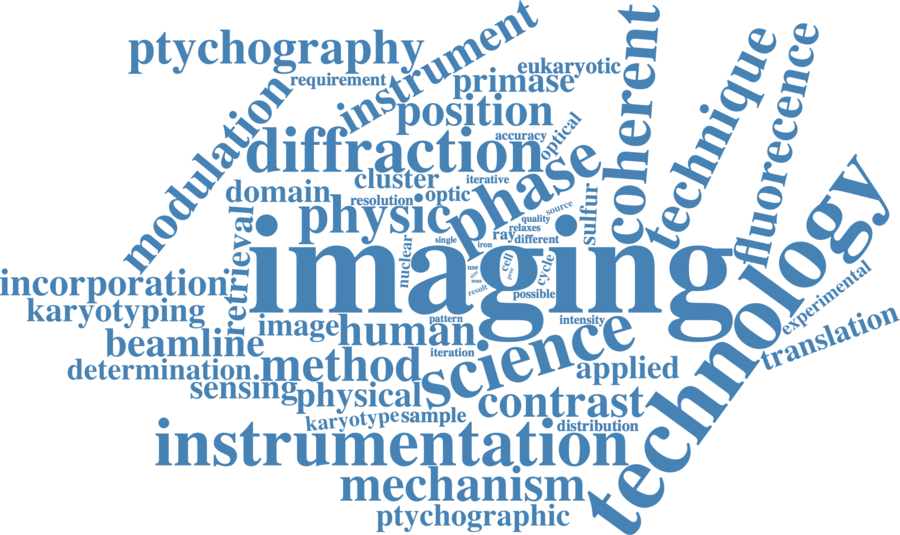 ptychography
instrument
coherent
technique
fluorecence
requirement
eukaryotic
primase
modulation
position
accuracy
optical
diffraction
phase
cluster
iterative
domain
resolution
optic
sulfur
source
quality
physic
relaxes
ray
different
retrieval
nuclear
single
iron
imaging
technology
cell
cycle
use
result
possible
incorporation
karyotyping
experimental
image
human
pattern
intensity
translation
beamline
iteration
science
determination
method
applied
sensing
physical
contrast
karyotype
sample
distribution
instrumentation
mechanism
ptychographic